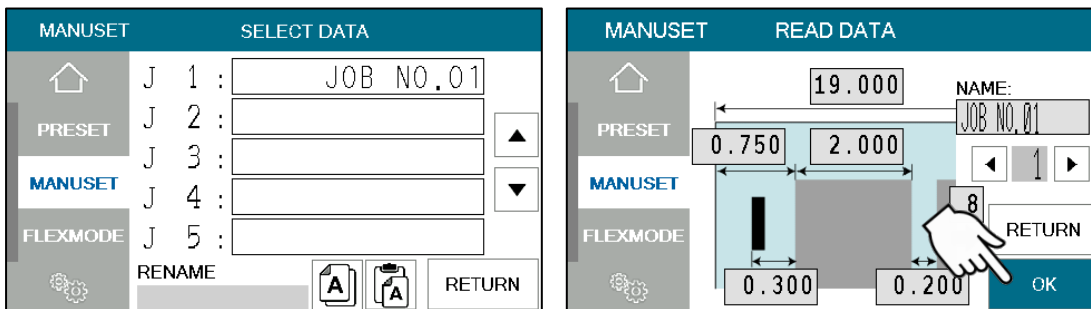 MANUSET SELECT DATA
PRESET
MANUSET
FLEXMODE
J 1 : JOB NO.01
J 2 :
J 3 :
J 4 :
J 5 :
RENAME
A
A
RETURN
MANUSET READ DATA
PRESET
MANUSET
FLEXMODE
19.000
0.750 2.000
8
0.300 0.200
NAME:
JOB NO.01
1
RETURN
OK